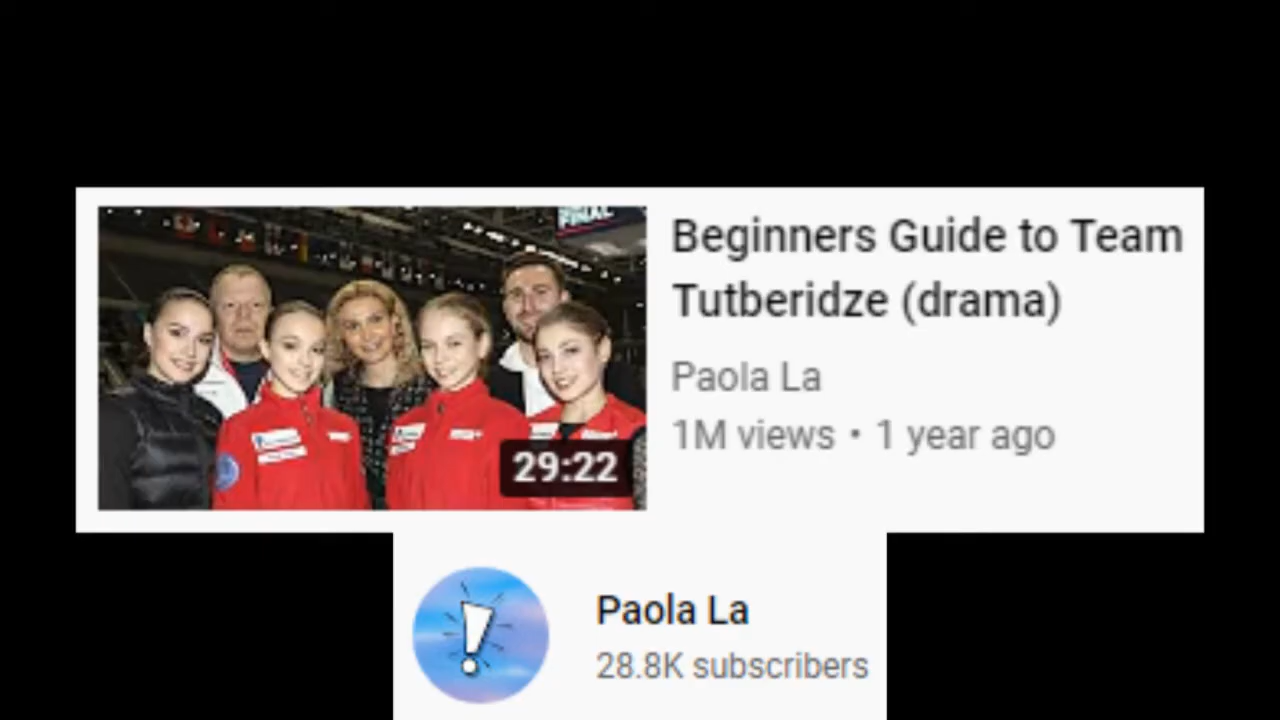 FINAL
Beginners Guide to Team
Tutberidze (drama)
Paola La
1M views • 1 year ago
29:22
Paola La
28.8K subscribers